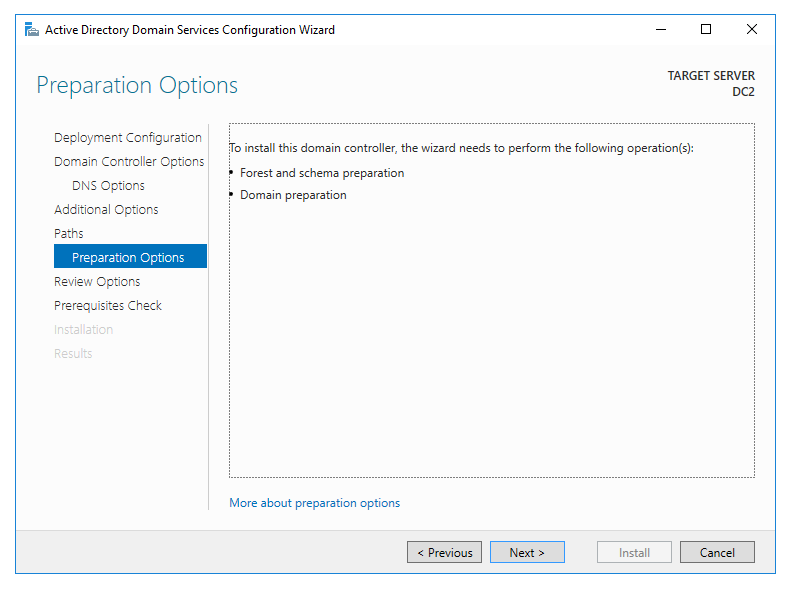 Active Directory Domain Services Configuration Wizard
Preparation Options
TARGET SERVER
DC2
Deployment Configuration
Domain Controller Options
DNS Options
Additional Options
Paths
Preparation Options
Review Options
Prerequisites Check
Installation
Results
To install this domain controller, the wizard needs to perform the following operation(s):
• Forest and schema preparation
• Domain preparation
More about preparation options
< Previous
Next >
Install
Cancel